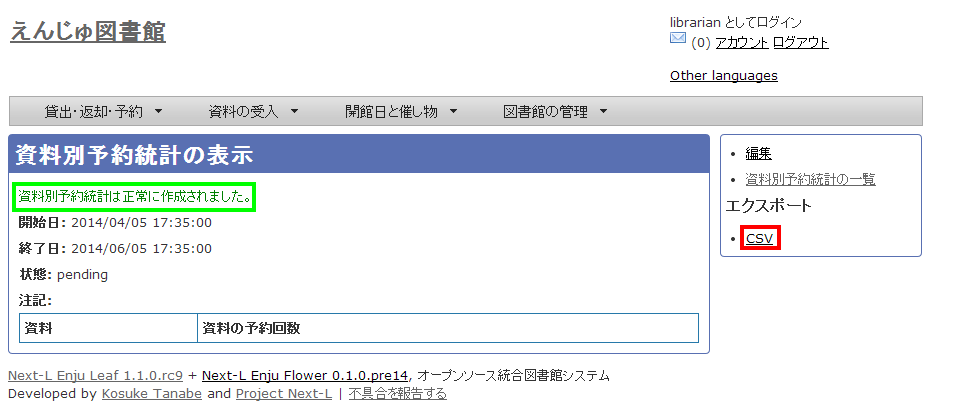 えんじゅ図書館
librarian としてログイン
(0) アカウント ログアウト
Other languages
貸出・返却・予約 ▼ 資料の受入 ▼ 開館日と催し物 ▼ 図書館の管理 ▼
資料別予約統計の表示
資料別予約統計は正常に作成されました。
開始日: 2014/04/05 17:35:00
終了日: 2014/06/05 17:35:00
状態: pending
注記:
資料 資料の予約回数
• 編集
• 資料別予約統計の一覧
エクスポート
• CSV
Next-L Enju Leaf 1.1.0.rc9 + Next-L Enju Flower 0.1.0.pre14, オープンソース統合図書館システム
Developed by Kosuke Tanabe and Project Next-L | 不具合を報告する